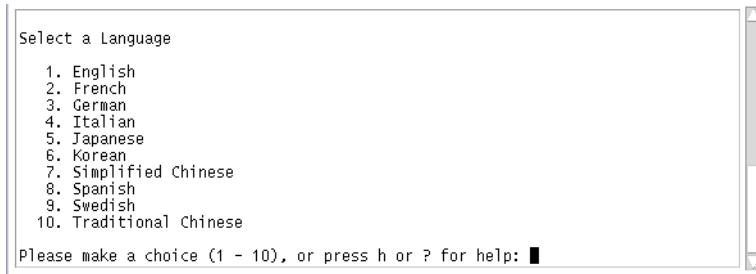 Select a Language
1. English
2. French
3. German
4. Italian
5. Japanese
6. Korean
7. Simplified Chinese
8. Spanish
9. Swedish
10. Traditional Chinese
Please make a choice (1 - 10), or press h or ? for help: